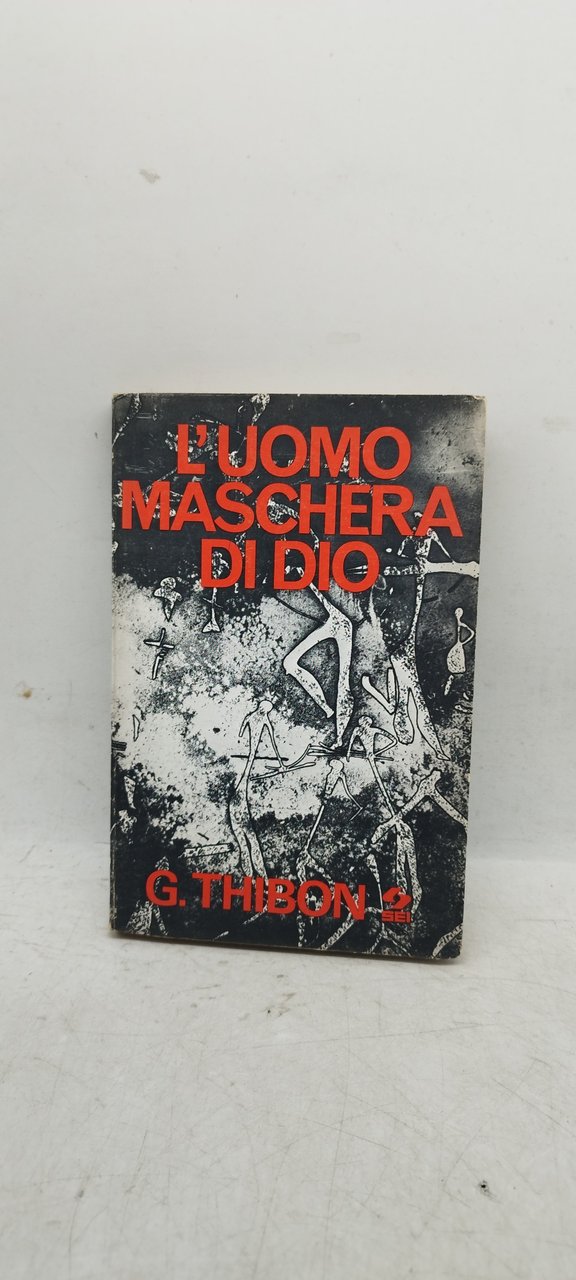 L'UOMO
MASCHERA
DI DIO
G. THIBON
SEI